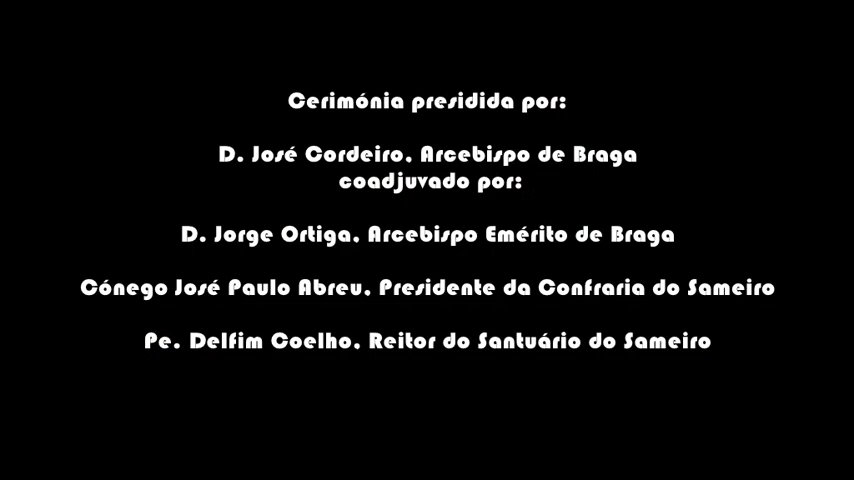 Cerimónia presidida por:
D. José Cordeiro, Arcebispo de Braga
coadjuvado por:
D. Jorge Ortiga, Arcebispo Emérito de Braga
Cónego José Paulo Abreu, Presidente da Confraria do Sameiro
Pe. Delfim Coelho, Reitor do Santuário do Sameiro